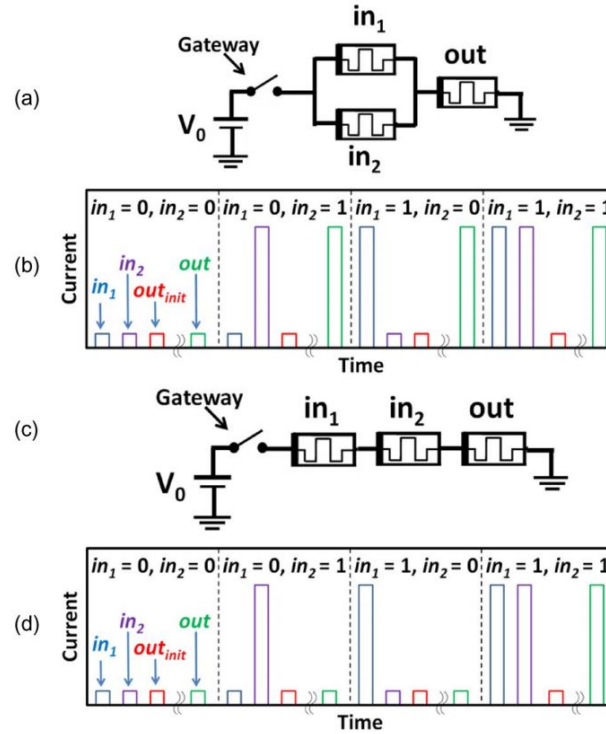 (a)
Gateway
in1
out
V0
in2
(b)
Current
in1 = 0, in2 = 0 in1 = 0, in2 = 1 in1 = 1, in2 = 0 in1 = 1, in2 = 1
in1
in2
outinit
out
Time
(c)
Gateway
in1 in2 out
V0
(d)
Current
in1 = 0, in2 = 0 in1 = 0, in2 = 1 in1 = 1, in2 = 0 in1 = 1, in2 = 1
in1
in2
outinit
out
Time